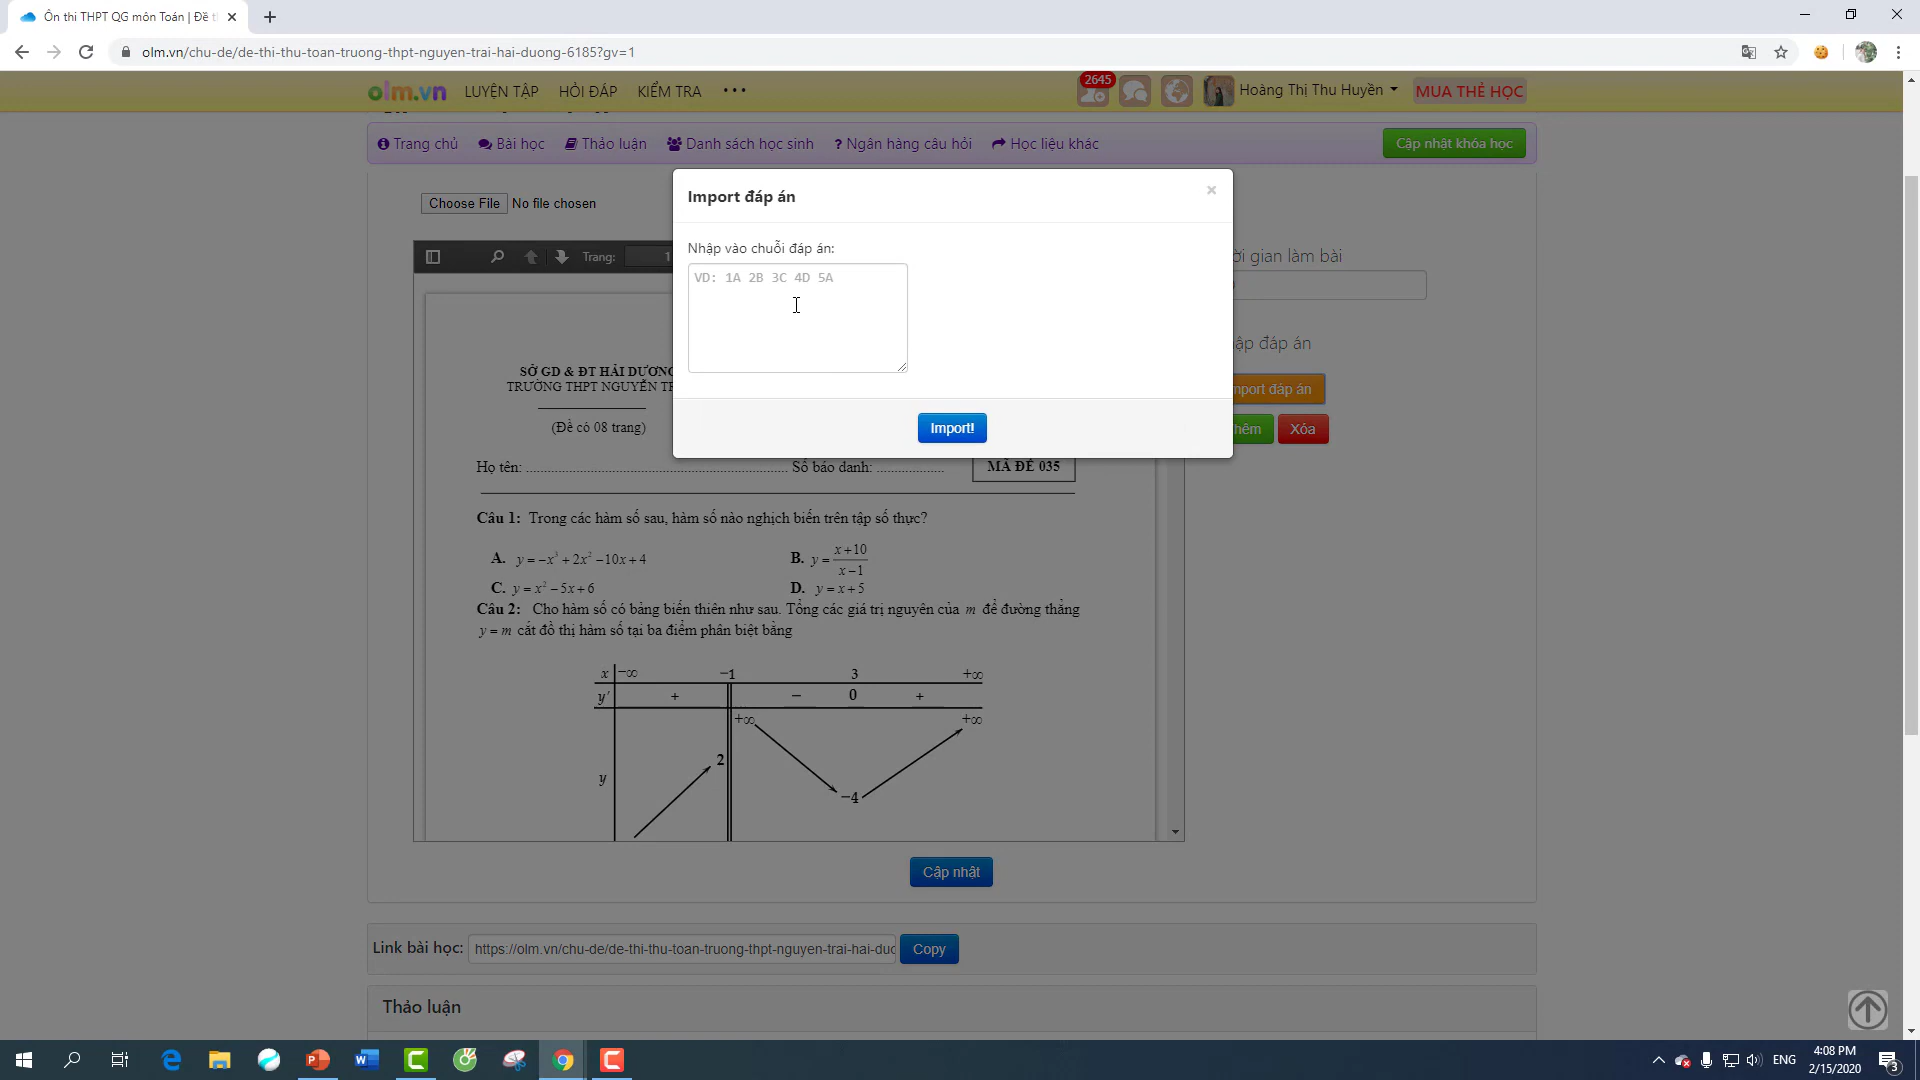 Ôn thi THPT QG môn Toán | Đề t
olm.vn/chu-de/de-thi-thu-toan-truong-thpt-nguyen-trai-hai-duong-6185?gv=1
olm.vn LUYỆN TẬP HỎI ĐÁP KIỂM TRA ••• 2645 Hoàng Thị Thu Huyền MUA THẺ HỌC
Trang chủ Bài học Thảo luận Danh sách học sinh ? Ngân hàng câu hỏi Học liệu khác Cập nhật khóa học
Choose File No file chosen
Import đáp án
×
Nhập vào chuỗi đáp án:
VD: 1A 2B 3C 4D 5A
Import!
Trang: 1
ời gian làm bài
ập đáp án
mport đáp án
hêm Xóa
SỞ GD & ĐT HẢI DƯƠNG
TRƯỜNG THPT NGUYỄN TR
(Đề có 08 trang)
Họ tên: ............ Số báo danh: ............ MÃ ĐỀ 035
Câu 1: Trong các hàm số sau, hàm số nào nghịch biến trên tập số thực?
A. y = −x³ + 2x² −10x + 4 B. y = (x+10)/(x−1)
C. y = x² − 5x + 6 D. y = x + 5
Câu 2: Cho hàm số có bảng biến thiên như sau. Tổng các giá trị nguyên của m để đường thẳng
y = m cắt đồ thị hàm số tại ba điểm phân biệt bằng
x −∞ −1 3 +∞
y′ + − 0 +
+∞ +∞
2
y
−4
Cập nhật
Link bài học: https://olm.vn/chu-de/de-thi-thu-toan-truong-thpt-nguyen-trai-hai-duo Copy
Thảo luận
ENG 4:08 PM
2/15/2020 3